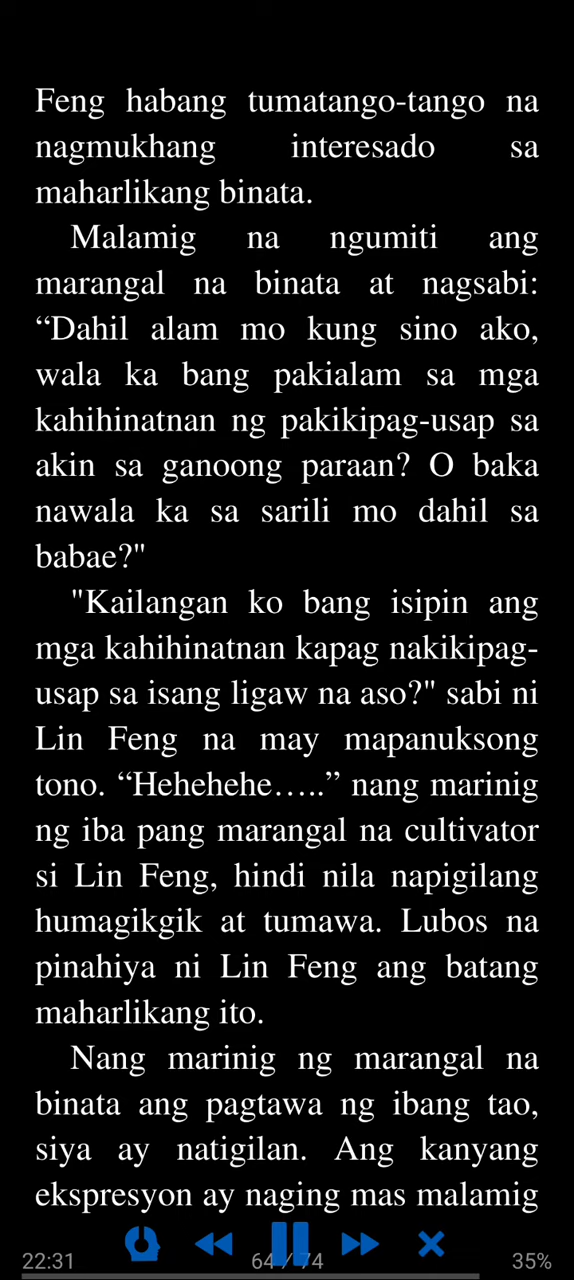 Feng habang tumatango-tango na
nagmukhang interesado sa
maharlikang binata.
Malamig na ngumiti ang
marangal na binata at nagsabi:
“Dahil alam mo kung sino ako,
wala ka bang pakialam sa mga
kahihinatnan ng pakikipag-usap sa
akin sa ganoong paraan? O baka
nawala ka sa sarili mo dahil sa
babae?"
"Kailangan ko bang isipin ang
mga kahihinatnan kapag nakikipag-
usap sa isang ligaw na aso?" sabi ni
Lin Feng na may mapanuksong
tono. “Hehehehe…..” nang marinig
ng iba pang marangal na cultivator
si Lin Feng, hindi nila napigilang
humagikgik at tumawa. Lubos na
pinahiya ni Lin Feng ang batang
maharlikang ito.
Nang marinig ng marangal na
binata ang pagtawa ng ibang tao,
siya ay natigilan. Ang kanyang
ekspresyon ay naging mas malamig
22:31 64 / 74 35%